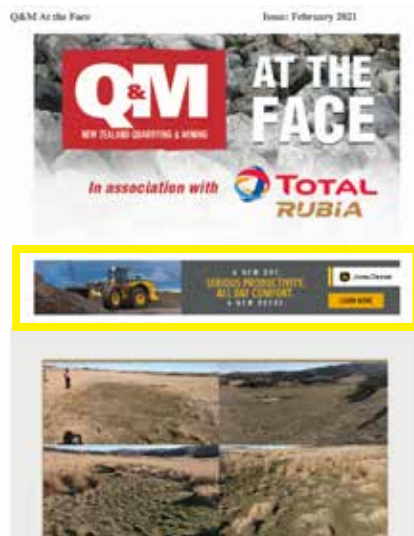 Q&M At the Face
Issue: February 2021
Q&M
NEW ZEALAND QUARRYING & MINING
AT THE
FACE
In association with
TOTAL
RUBIA
A NEW DAY.
SERIOUS PRODUCTIVITY.
ALL DAY COMFORT.
A NEW
JOHN DEERE
LEARN MORE